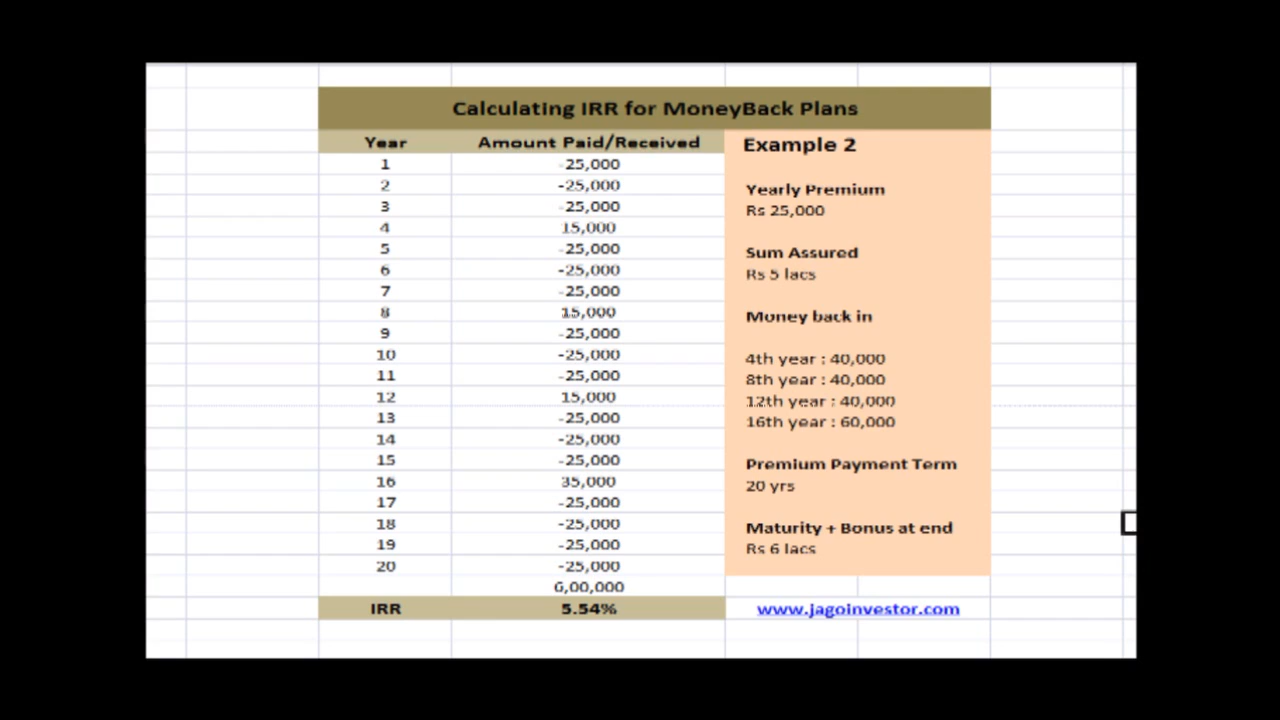 Calculating IRR for MoneyBack Plans
Year Amount Paid/Received
1 -25,000
2 -25,000
3 -25,000
4 15,000
5 -25,000
6 -25,000
7 -25,000
8 15,000
9 -25,000
10 -25,000
11 -25,000
12 15,000
13 -25,000
14 -25,000
15 -25,000
16 35,000
17 -25,000
18 -25,000
19 -25,000
20 -25,000
6,00,000
IRR 5.54%
Example 2
Yearly Premium
Rs 25,000
Sum Assured
Rs 5 lacs
Money back in
4th year : 40,000
8th year : 40,000
12th year : 40,000
16th year : 60,000
Premium Payment Term
20 yrs
Maturity + Bonus at end
Rs 6 lacs
www.jagoinvestor.com